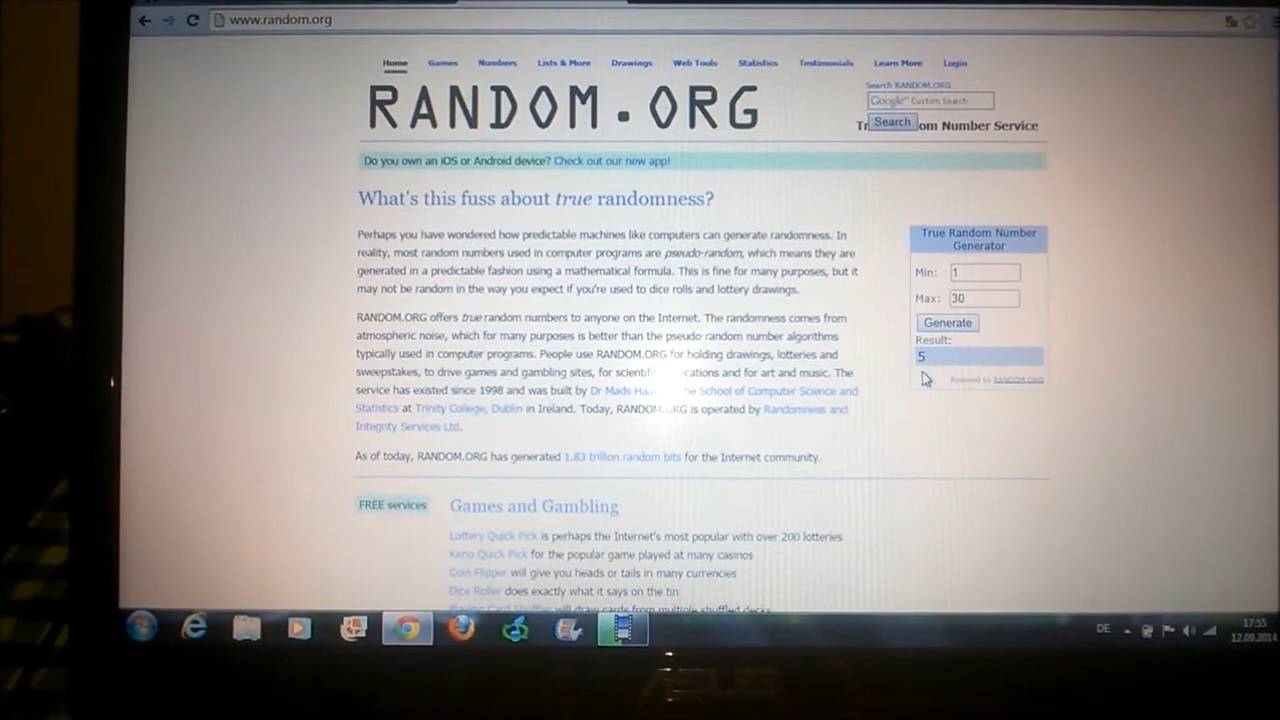 www.random.org
Home Games Numbers Lists & More Drawings Web Tools Statistics Testimonials Learn More Login
Search RANDOM.ORG
Google™ Custom Search
RANDOM.ORG
Search
Tr om Number Service
Do you own an iOS or Android device? Check out our new app!
What's this fuss about true randomness?
Perhaps you have wondered how predictable machines like computers can generate randomness. In
reality, most random numbers used in computer programs are pseudo-random, which means they are
generated in a predictable fashion using a mathematical formula. This is fine for many purposes, but it
may not be random in the way you expect if you're used to dice rolls and lottery drawings.
RANDOM.ORG offers true random numbers to anyone on the Internet. The randomness comes from
atmospheric noise, which for many purposes is better than the pseudo-random number algorithms
typically used in computer programs. People use RANDOM.ORG for holding drawings, lotteries and
sweepstakes, to drive games and gambling sites, for and for art and music. The
service has existed since 1998 and was built by Dr Mads School of Computer Science and
Statistics at Trinity College, Dublin in Ireland. Today, RANDOM.ORG is operated by Randomness and
Integrity Services Ltd.
As of today, RANDOM.ORG has generated 1.83 trillion random bits for the Internet community.
True Random Number
Generator
Min: 1
Max: 30
Generate
Result:
5
Powered by RANDOM.ORG
FREE services
Games and Gambling
Lottery Quick Pick is perhaps the Internet's most popular with over 200 lotteries
Keno Quick Pick for the popular game played at many casinos
Coin Flipper will give you heads or tails in many currencies
Dice Roller does exactly what it says on the tin
Playing Card Shuffler will draw cards from multiple shuffled decks
DE
17:55
12.09.2014
ASUS